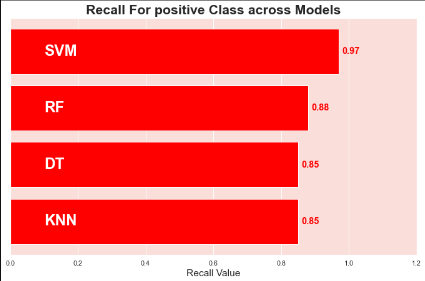 Recall For positive Class across Models
SVM 0.97
RF 0.88
DT 0.85
KNN 0.85
0.0 0.2 0.4 0.6 0.8 1.0 1.2
Recall Value